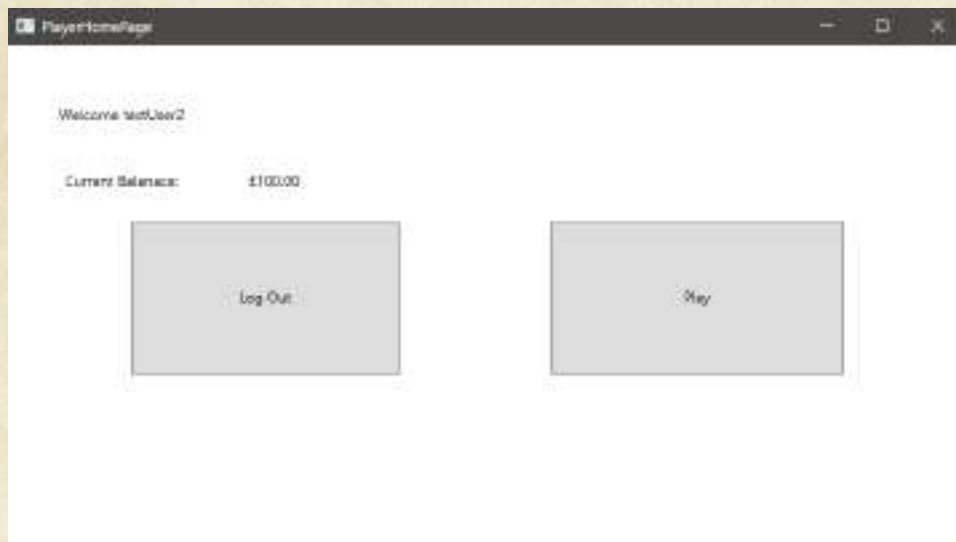 PlayerHomePage
Welcome testUser2
Current Balanace: £100.00
Log Out Play